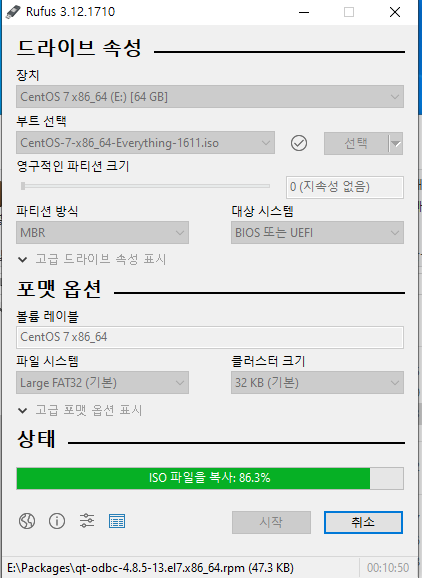 Rufus 3.12.1710
드라이브 속성
장치
CentOS 7 x86_64 (E:) [64 GB]
부트 선택
CentOS-7-x86_64-Everything-1611.iso
선택
영구적인 파티션 크기
0 (지속성 없음)
파티션 방식 대상 시스템
MBR BIOS 또는 UEFI
고급 드라이브 속성 표시
포맷 옵션
볼륨 레이블
CentOS 7 x86_64
파일 시스템 클러스터 크기
Large FAT32 (기본) 32 KB (기본)
고급 포맷 옵션 표시
상태
ISO 파일을 복사: 86.3%
시작 취소
E:\Packages\qt-odbc-4.8.5-13.el7.x86_64.rpm (47.3 KB) 00:10:50